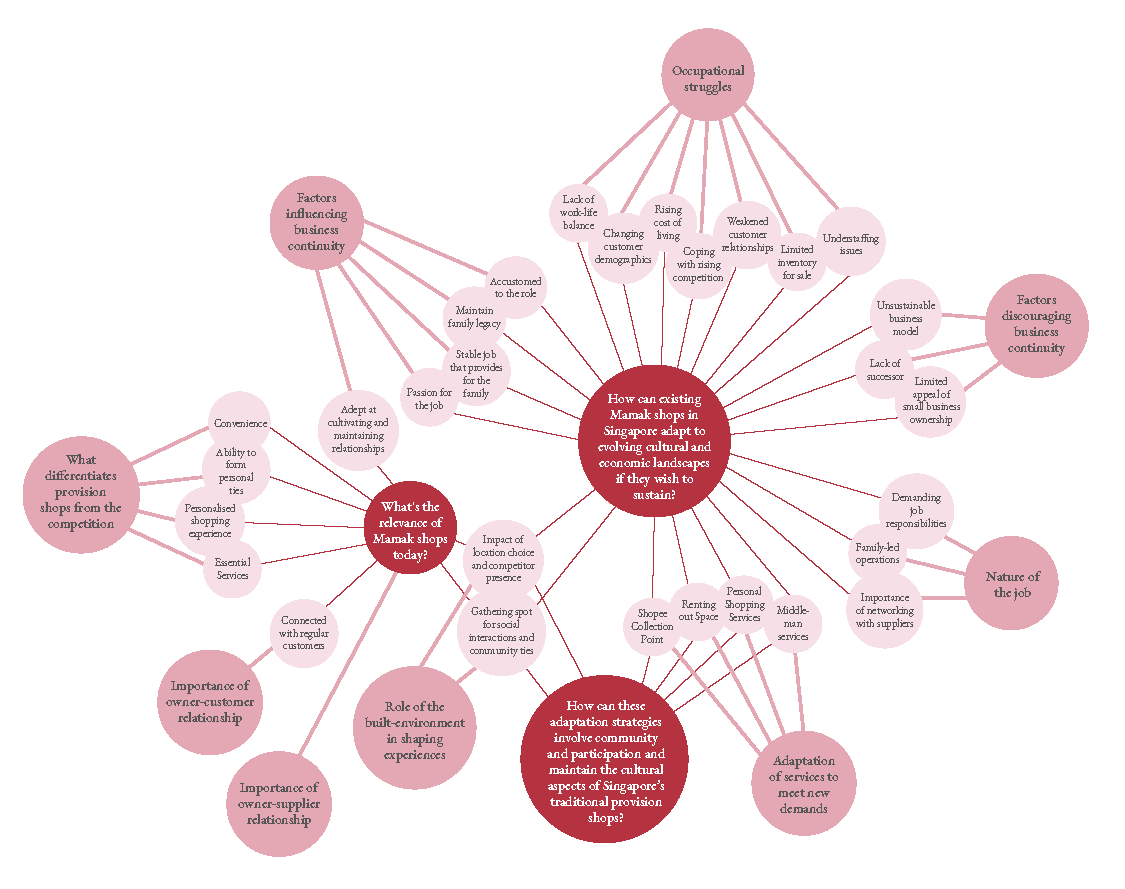 Occupational
struggles
Lack of
work-life
balance
Changing
customer
demographics
Rising
cost of
living
Coping
with rising
competition
Weakened
customer
relationships
Limited
inventory
for sale
Understaffing
issues
Factors
influencing
business
continuity
Accustomed
to the role
Maintain
family legacy
Stable job
that provides
for the
family
Passion for
the job
Adept at
cultivating and
maintaining
relationships
Unsustainable
business
model
Lack of
successor
Limited
appeal of
small business
ownership
Factors
discouraging
business
continuity
How can existing
Mamak shops in
Singapore adapt to
evolving cultural and
economic landscapes
if they wish to
sustain?
What
differentiates
provision
shops from the
competition
Convenience
Ability to
form
personal
ties
Personalised
shopping
experience
Essential
Services
What's the
relevance of
Mamak shops
today?
Connected
with regular
customers
Importance of
owner-customer
relationship
Importance of
owner-supplier
relationship
Impact of
location choice
and competitor
presence
Gathering spot
for social
interactions and
community ties
Role of the
built-environment
in shaping
experiences
Shopee
Collection
Point
Renting
out Space
Personal
Shopping
Services
Middle-
man
services
Demanding
job
responsibilities
Family-led
operations
Importance
of networking
with suppliers
Nature of
the job
How can these
adaptation strategies
involve community
and participation and
maintain the cultural
aspects of Singapore's
traditional provision
shops?
Adaptation
of services to
meet new
demands